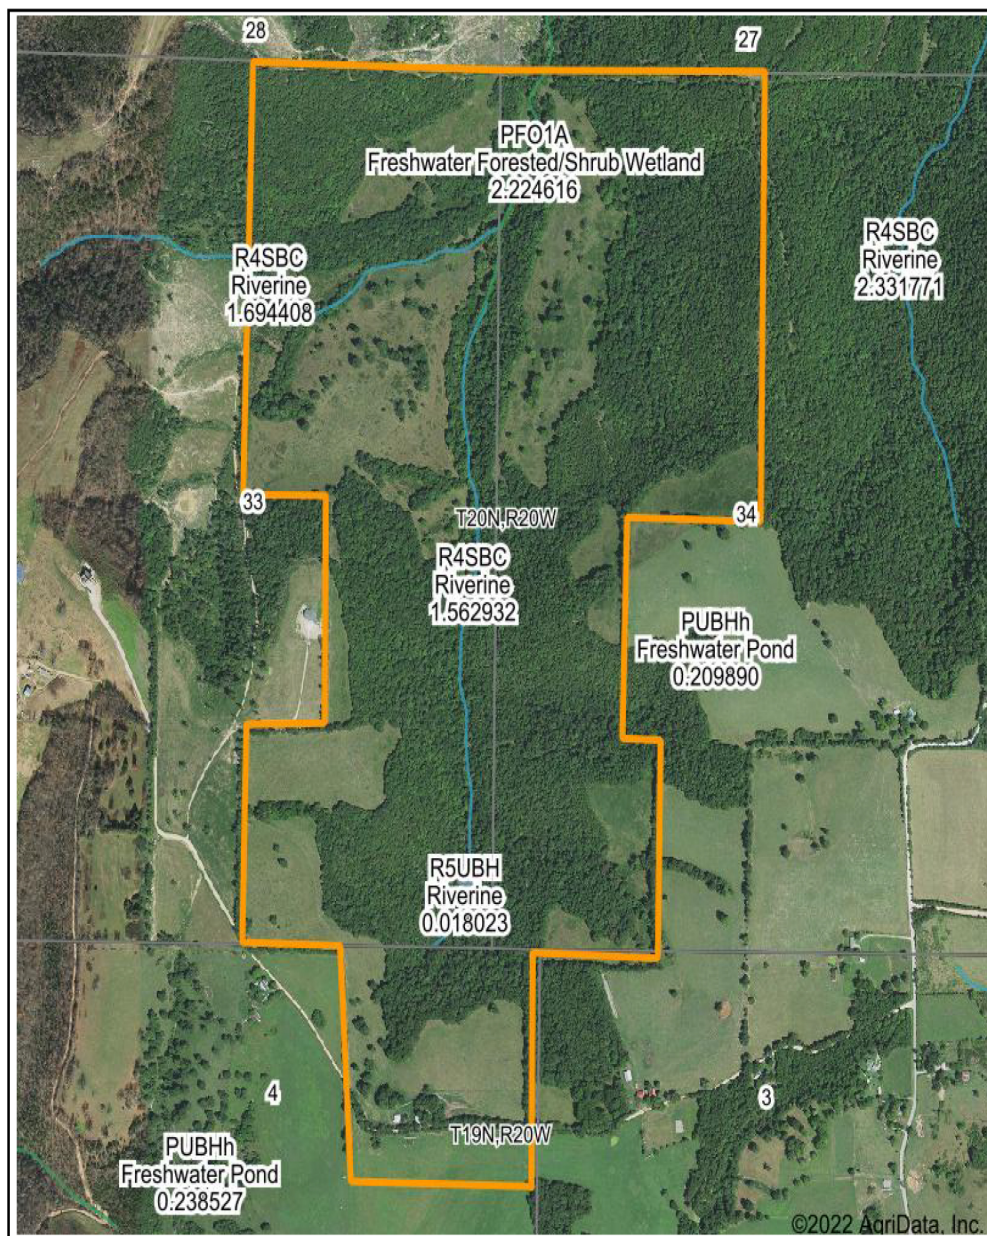 28
27
PFO1A
Freshwater Forested/Shrub Wetland
2.224616
R4SBC
Riverine
1.694408
R4SBC
Riverine
2.331771
33
T20N,R20W
34
R4SBC
Riverine
1.562932
PUBHh
Freshwater Pond
0.209890
R5UBH
Riverine
0.018023
4
3
T19N,R20W
PUBHh
Freshwater Pond
0.238527
©2022 AgriData, Inc.